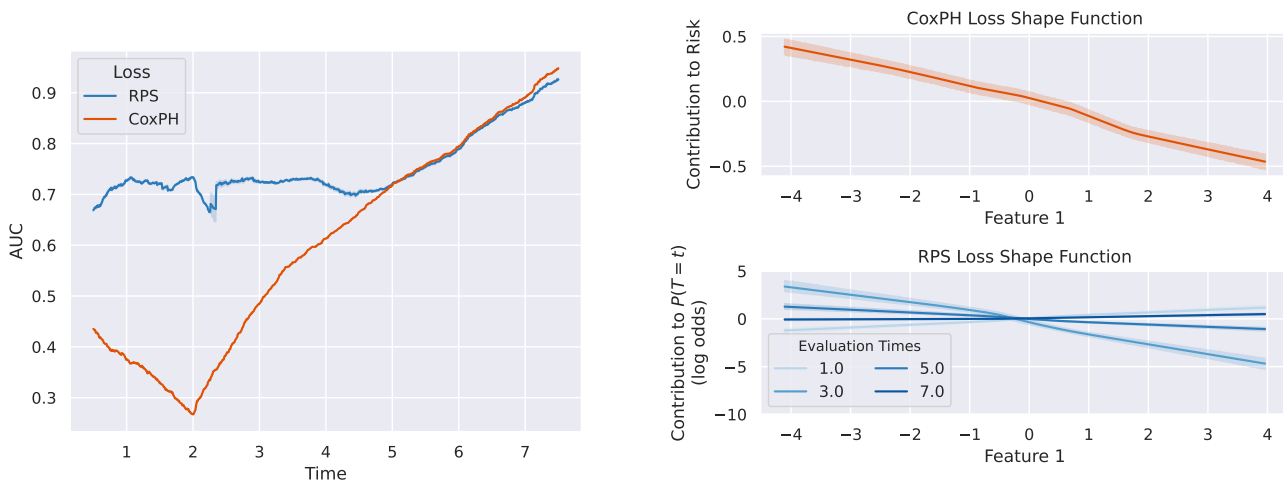 Loss
RPS
CoxPH
AUC
0.9
0.8
0.7
0.6
0.5
0.4
0.3
1 2 3 4 5 6 7
Time
CoxPH Loss Shape Function
Contribution to Risk
0.5
0.0
−0.5
−4 −3 −2 −1 0 1 2 3 4
Feature 1
RPS Loss Shape Function
Contribution to P(T = t)
(log odds)
5
0
−5
−10
Evaluation Times
1.0 5.0
3.0 7.0
−4 −3 −2 −1 0 1 2 3 4
Feature 1